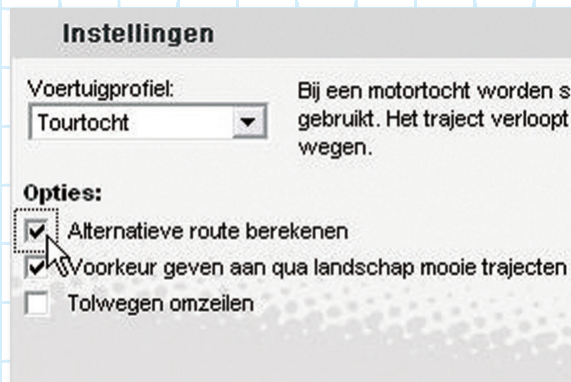 Instellingen
Voertuigprofiel:
Tourtocht
Bij een motortocht worden s
gebruikt. Het traject verloopt
wegen.
Opties:
Alternatieve route berekenen
Voorkeur geven aan qua landschap mooie trajecten
Tolwegen omzeilen